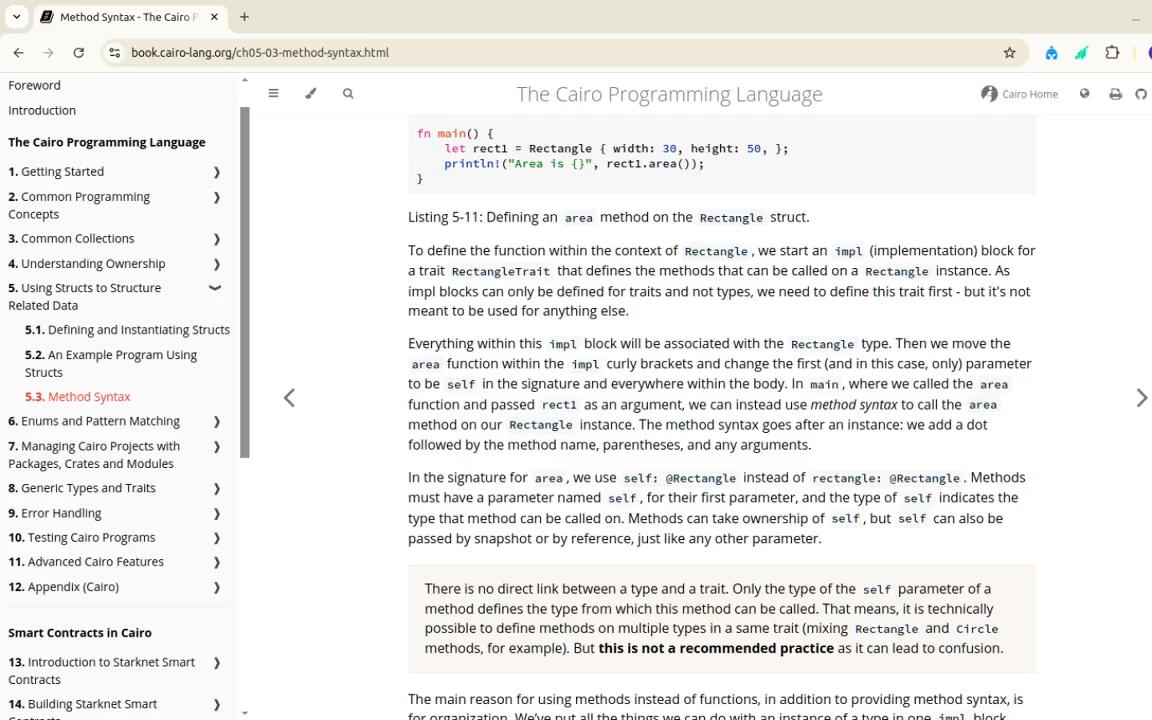 Method Syntax - The Cairo P
book.cairo-lang.org/ch05-03-method-syntax.html
Foreword
Introduction
The Cairo Programming Language
1. Getting Started
2. Common Programming
Concepts
3. Common Collections
4. Understanding Ownership
5. Using Structs to Structure
Related Data
5.1. Defining and Instantiating Structs
5.2. An Example Program Using
Structs
5.3. Method Syntax
6. Enums and Pattern Matching
7. Managing Cairo Projects with
Packages, Crates and Modules
8. Generic Types and Traits
9. Error Handling
10. Testing Cairo Programs
11. Advanced Cairo Features
12. Appendix (Cairo)
Smart Contracts in Cairo
13. Introduction to Starknet Smart
Contracts
14. Building Starknet Smart
Contracts
The Cairo Programming Language
Cairo Home
fn main() {
    let rect1 = Rectangle { width: 30, height: 50, };
    println!("Area is {}", rect1.area());
}
Listing 5-11: Defining an area method on the Rectangle struct.
To define the function within the context of Rectangle, we start an impl (implementation) block for
a trait RectangleTrait that defines the methods that can be called on a Rectangle instance. As
impl blocks can only be defined for traits and not types, we need to define this trait first - but it's not
meant to be used for anything else.
Everything within this impl block will be associated with the Rectangle type. Then we move the
area function within the impl curly brackets and change the first (and in this case, only) parameter
to be self in the signature and everywhere within the body. In main, where we called the area
function and passed rect1 as an argument, we can instead use method syntax to call the area
method on our Rectangle instance. The method syntax goes after an instance: we add a dot
followed by the method name, parentheses, and any arguments.
In the signature for area, we use self: @Rectangle instead of rectangle: @Rectangle. Methods
must have a parameter named self, for their first parameter, and the type of self indicates the
type that method can be called on. Methods can take ownership of self, but self can also be
passed by snapshot or by reference, just like any other parameter.
There is no direct link between a type and a trait. Only the type of the self parameter of a
method defines the type from which this method can be called. That means, it is technically
possible to define methods on multiple types in a same trait (mixing Rectangle and Circle
methods, for example). But this is not a recommended practice as it can lead to confusion.
The main reason for using methods instead of functions, in addition to providing method syntax, is
for organization. We've put all the things we can do with an instance of a type in one impl block,